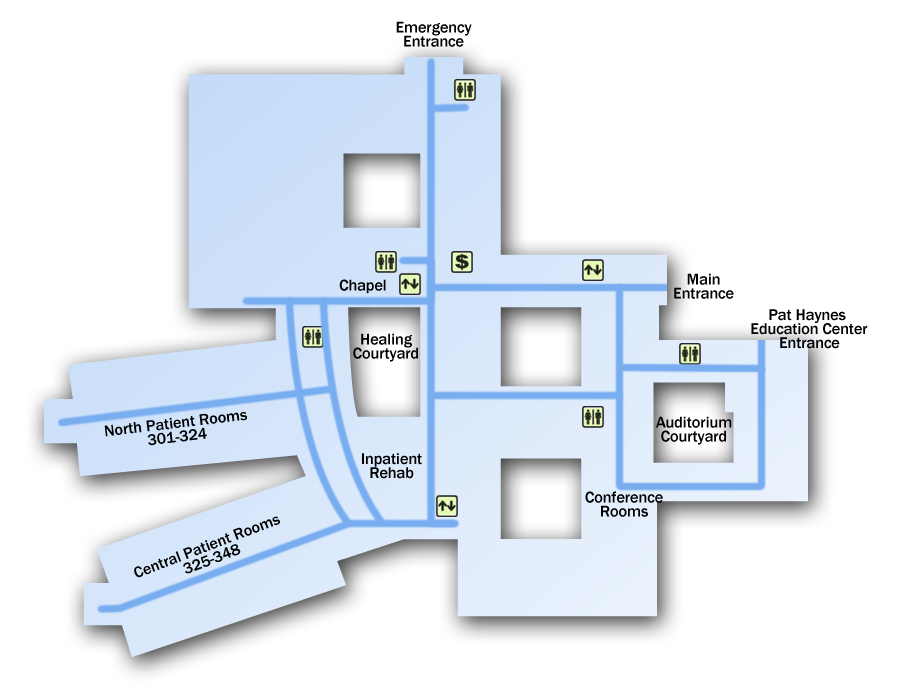 Emergency
Entrance
$
Chapel
Main
Entrance
Pat Haynes
Education Center
Entrance
Healing
Courtyard
North Patient Rooms
301-324
Auditorium
Courtyard
Inpatient
Rehab
Conference
Rooms
Central Patient Rooms
325-348